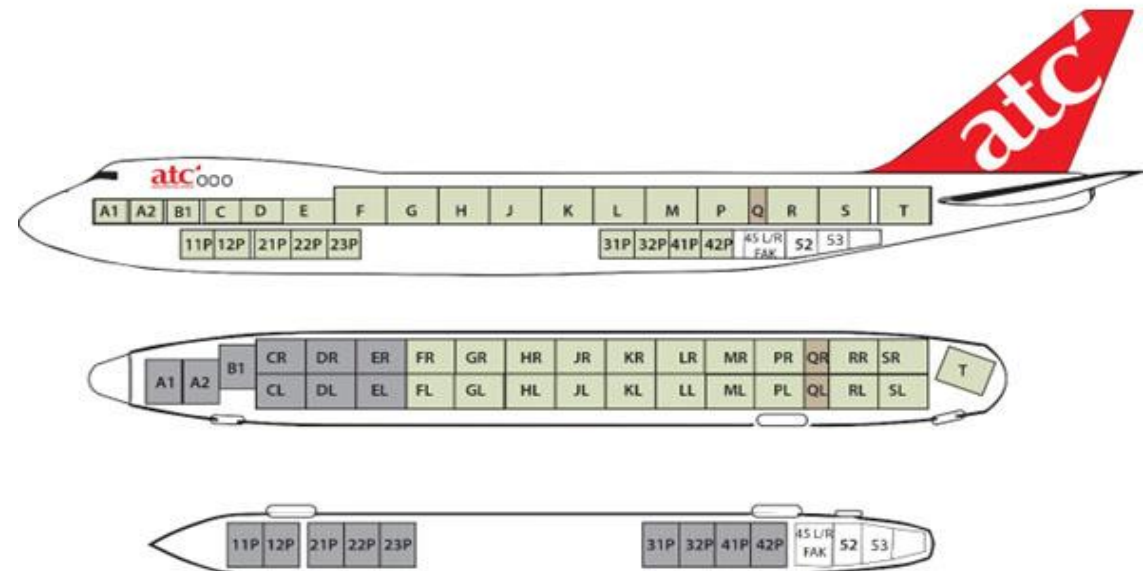 atc
atc
A1 A2 B1 C D E F G H J K L M P Q R S T
11P 12P 21P 22P 23P 31P 32P 41P 42P 45 L/R 52 53
FAK
A1 A2 B1 CR DR ER FR GR HR JR KR LR MR PR QR RR SR T
CL DL EL FL GL HL JL KL LL ML PL QL RL SL
11P 12P 21P 22P 23P 31P 32P 41P 42P 45 L/R 52 53
FAK